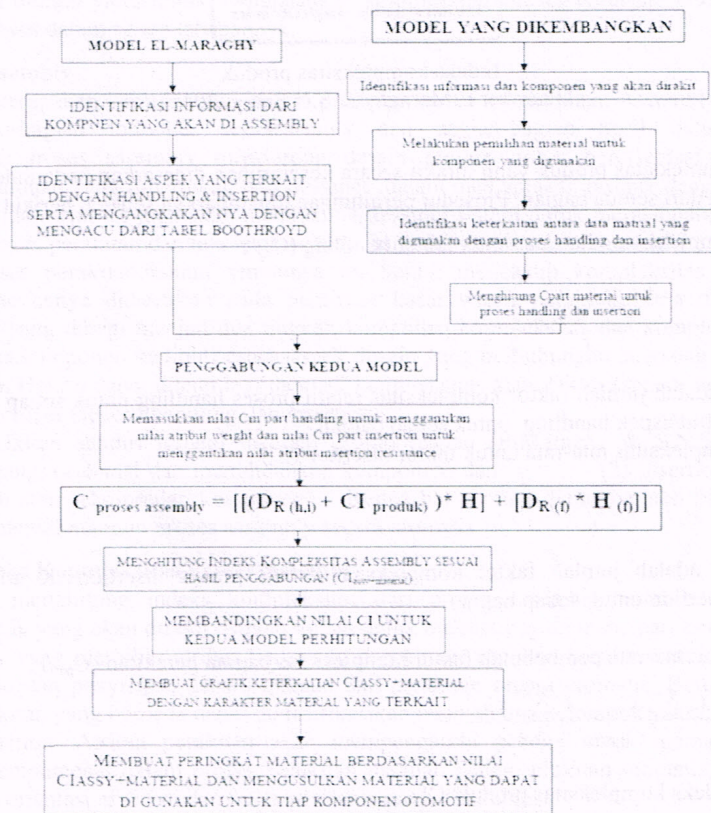 MODEL EL-MARAGHY
IDENTIFIKASI INFORMASI DARI
KOMPNEN YANG AKAN DI ASSEMBLY
IDENTIFIKASI ASPEK YANG TERKAIT
DENGAN HANDLING & INSERTION
SERTA MENGANGKAKAN NYA DENGAN
MENGACU DARI TABEL BOOTHROYD
MODEL YANG DIKEMBANGKAN
Identifikasi informasi dari komponen yang akan dirakit
Melakukan pemilihan material untuk
komponen yang digunakan
Identifikasi keterkaitan antara data matrial yang
digunakan dengan proses handling dan insertion
Menghitung Cpart material untuk
proses handling dan insertion
PENGGABUNGAN KEDUA MODEL
Memasukkan nilai Cm part handling untuk menggantikan
nilai atribut weight dan nilai Cm part insertion untuk
menggantikan nilai atribut insertion resistance
C proses assembly = [[(D R (h,i) + CI produk) )* H] + [D R (f) * H (f)]]
MENGHITUNG INDEKS KOMPLEKSITAS ASSEMBLY SESUAI
HASIL PENGGABUNGAN (CI
MEMBANDINGKAN NILAI CI UNTUK
KEDUA MODEL PERHITUNGAN
MEMBUAT GRAFIK KETERKAITAN CIASSY-MATERIAL
DENGAN KARAKTER MATERIAL YANG TERKAIT
MEMBUAT PERINGKAT MATERIAL BERDASARKAN NILAI
CIASSY-MATERIAL DAN MENGUSULKAN MATERIAL YANG DAPAT
DI GUNAKAN UNTUK TIAP KOMPONEN OTOMOTIF